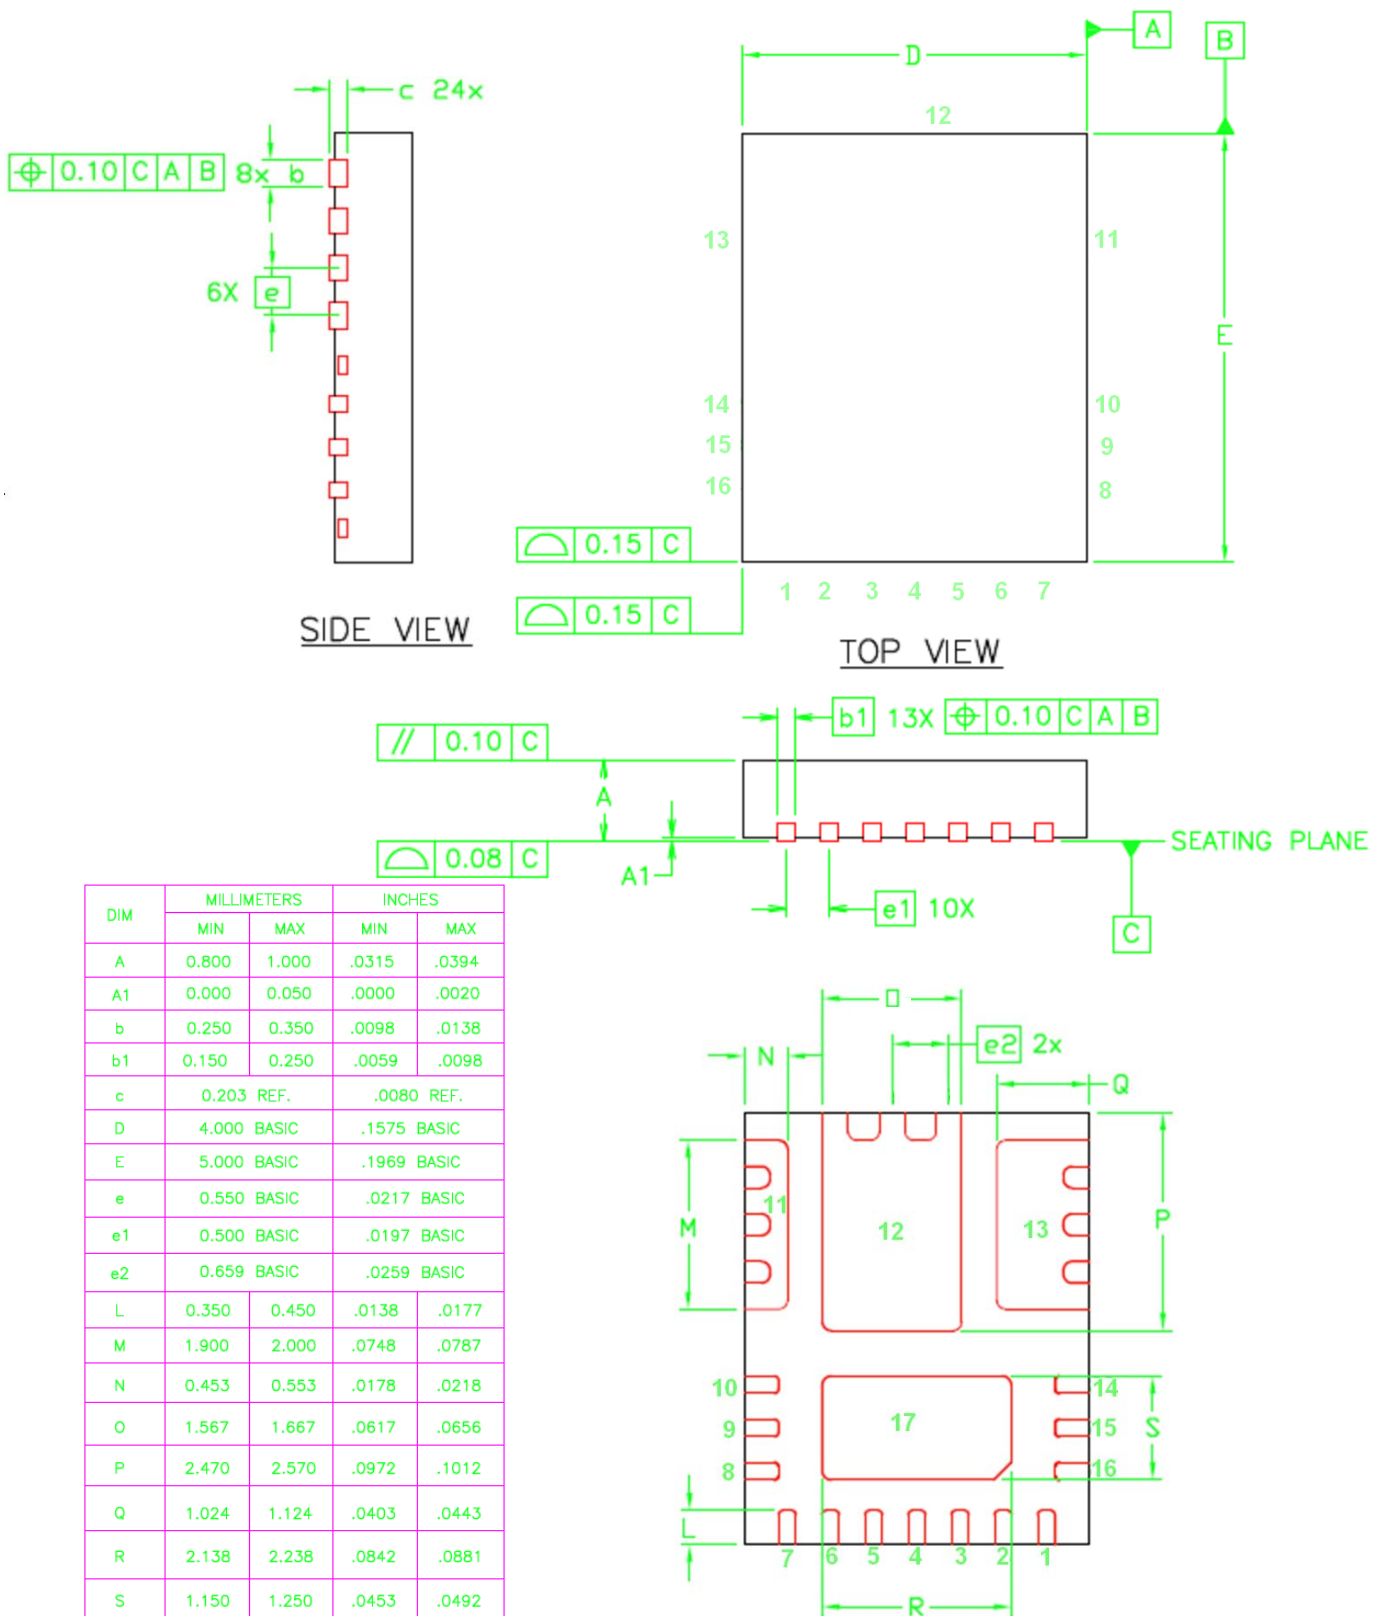 A
B
D
c 24x
12
0.10 C A B 8x b
13
11
6X e
E
14
10
15
9
16
8
0.15 C
1 2 3 4 5 6 7
0.15 C
SIDE VIEW
TOP VIEW
b1 13X 0.10 C A B
// 0.10 C
A
SEATING PLANE
0.08 C
A1
e1 10X
C
DIM MILLIMETERS INCHES
MIN MAX MIN MAX
A 0.800 1.000 .0315 .0394
A1 0.000 0.050 .0000 .0020
b 0.250 0.350 .0098 .0138
b1 0.150 0.250 .0059 .0098
c 0.203 REF. .0080 REF.
D 4.000 BASIC .1575 BASIC
E 5.000 BASIC .1969 BASIC
e 0.550 BASIC .0217 BASIC
e1 0.500 BASIC .0197 BASIC
e2 0.659 BASIC .0259 BASIC
L 0.350 0.450 .0138 .0177
M 1.900 2.000 .0748 .0787
N 0.453 0.553 .0178 .0218
O 1.567 1.667 .0617 .0656
P 2.470 2.570 .0972 .1012
Q 1.024 1.124 .0403 .0443
R 2.138 2.238 .0842 .0881
S 1.150 1.250 .0453 .0492
O
N
e2 2x
Q
11
M
12
13
P
10
14
9
17
15
S
8
16
L
7 6 5 4 3 2 1
R